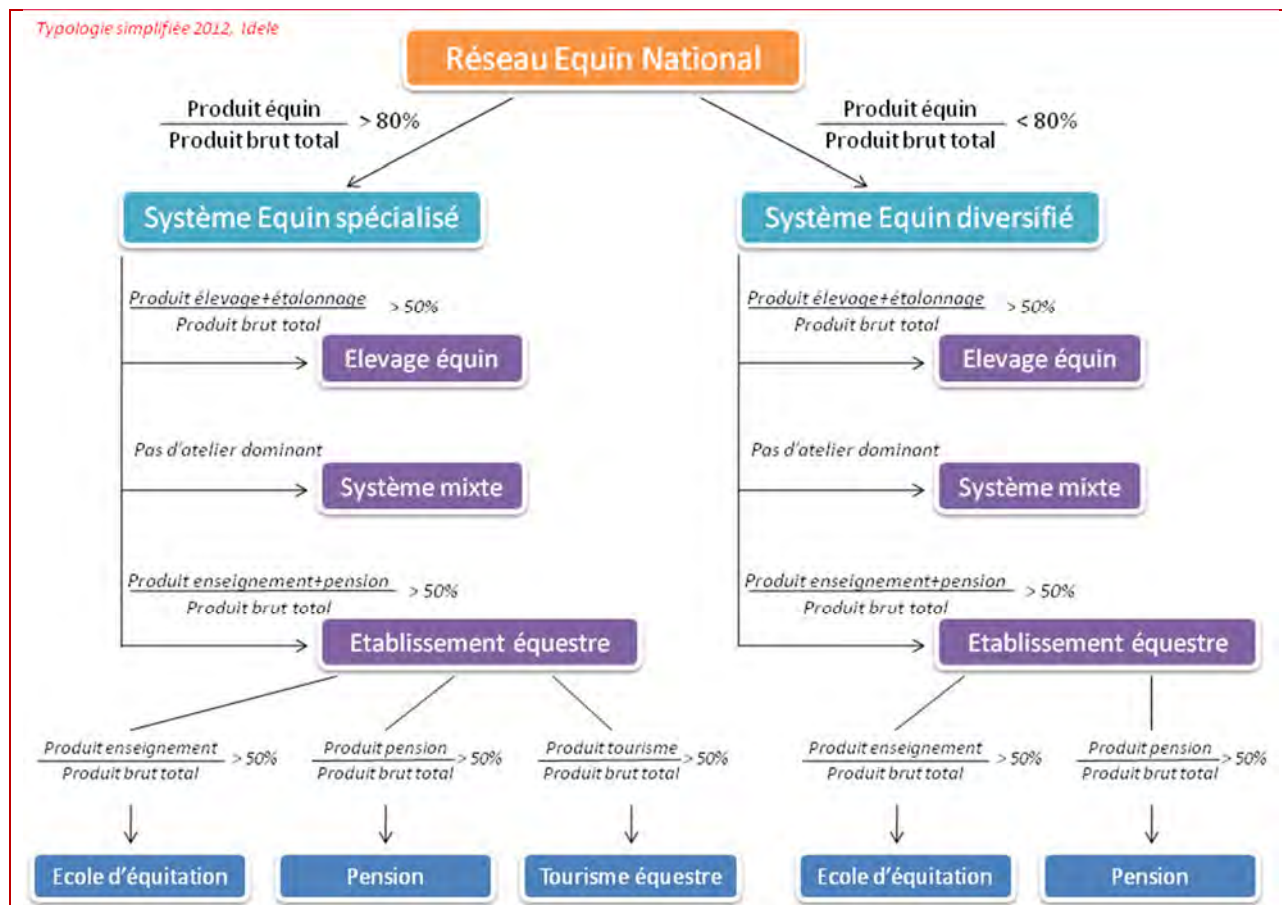 Typologie simplifiée 2012, Idele
Réseau Equin National
Produit équin
Produit brut total
> 80%
Produit équin
Produit brut total
< 80%
Système Equin spécialisé
Système Equin diversifié
Produit élevage+étalonnage
Produit brut total
> 50%
Produit élevage+étalonnage
Produit brut total
> 50%
Elevage équin
Elevage équin
Pas d'atelier dominant
Pas d'atelier dominant
Système mixte
Système mixte
Produit enseignement+pension
Produit brut total
> 50%
Produit enseignement+pension
Produit brut total
> 50%
Etablissement équestre
Etablissement équestre
Produit enseignement
Produit brut total
> 50%
Produit pension
Produit brut total
> 50%
Produit tourisme
Produit brut total
> 50%
Produit enseignement
Produit brut total
> 50%
Produit pension
Produit brut total
> 50%
Ecole d'équitation
Pension
Tourisme équestre
Ecole d'équitation
Pension